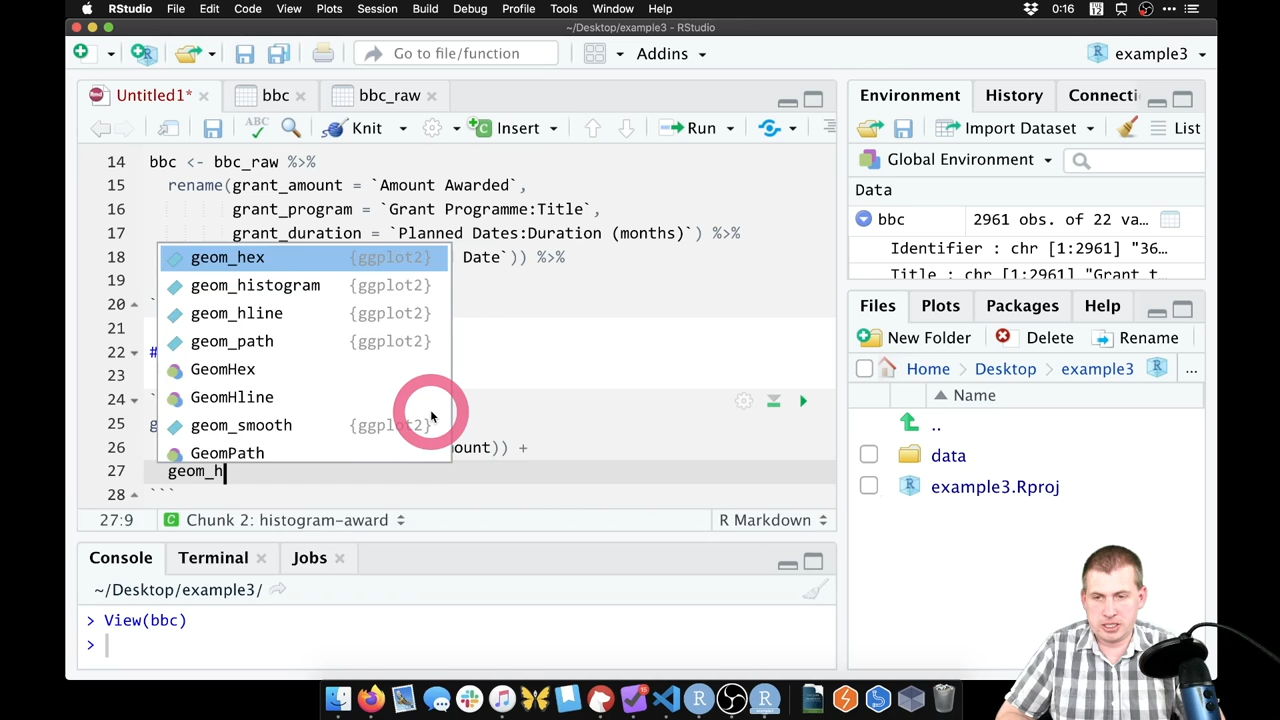 RStudio File Edit Code View Plots Session Build Debug Profile Tools Window Help 0:16
~/Desktop/example3 - RStudio
Go to file/function Addins example3
Untitled1* bbc bbc_raw
ABC Knit Insert Run
14 bbc <- bbc_raw %>%
15 rename(grant_amount = `Amount Awarded`,
16 grant_program = `Grant Programme:Title`,
17 grant_duration = `Planned Dates:Duration (months)`) %>%
18 Date`)) %>%
19
20 `
21
22 #
23
24 `
25 g
26 ount)) +
27 geom_h
28 ```
geom_hex {ggplot2}
geom_histogram {ggplot2}
geom_hline {ggplot2}
geom_path {ggplot2}
GeomHex
GeomHline
geom_smooth {ggplot2}
GeomPath
27:9 Chunk 2: histogram-award R Markdown
Console Terminal Jobs
~/Desktop/example3/
> View(bbc)
>
Environment History Connecti
Import Dataset List
Global Environment
Data
bbc 2961 obs. of 22 va…
Identifier : chr [1:2961] "36…
Title : chr [1:2961] "Grant t…
Files Plots Packages Help
New Folder Delete Rename
Home Desktop example3 ...
Name
..
data
example3.Rproj